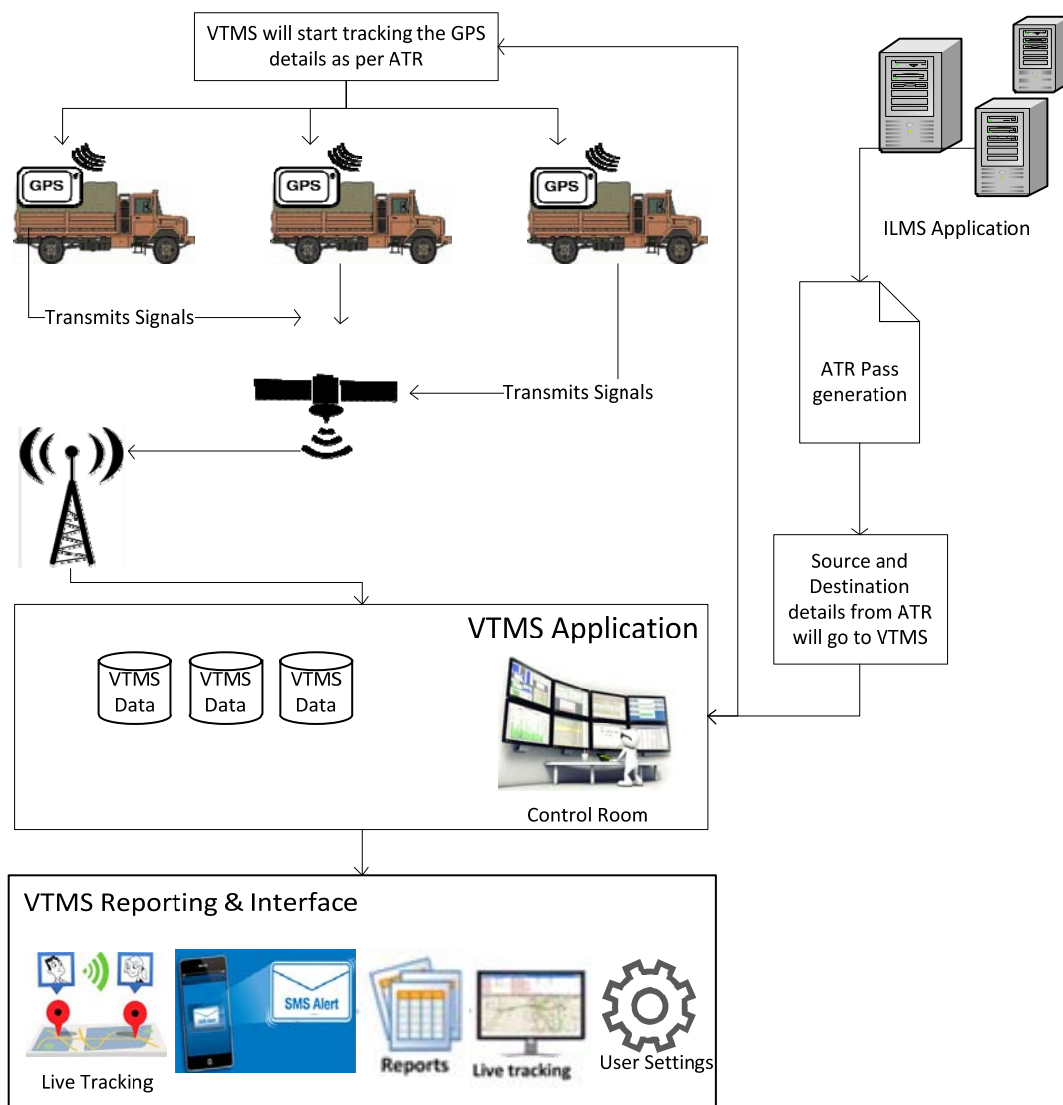 VTMS will start tracking the GPS
details as per ATR
GPS
GPS
GPS
ILMS Application
Transmits Signals
Transmits Signals
ATR Pass
generation
Source and
Destination
details from ATR
will go to VTMS
VTMS Application
VTMS
Data
VTMS
Data
VTMS
Data
Control Room
VTMS Reporting & Interface
Live Tracking
SMS Alert
Reports
Live tracking
User Settings